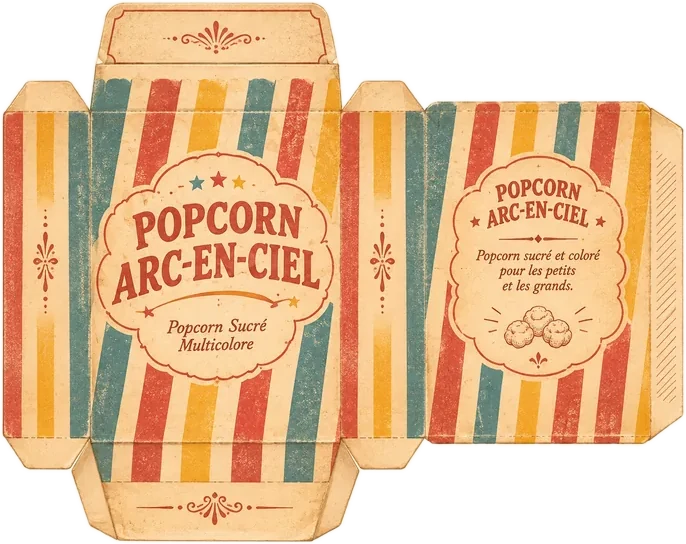 POPCORN
ARC-EN-CIEL
Popcorn Sucré
Multicolore
POPCORN
ARC-EN-CIEL
Popcorn sucré et coloré
pour les petits
et les grands.